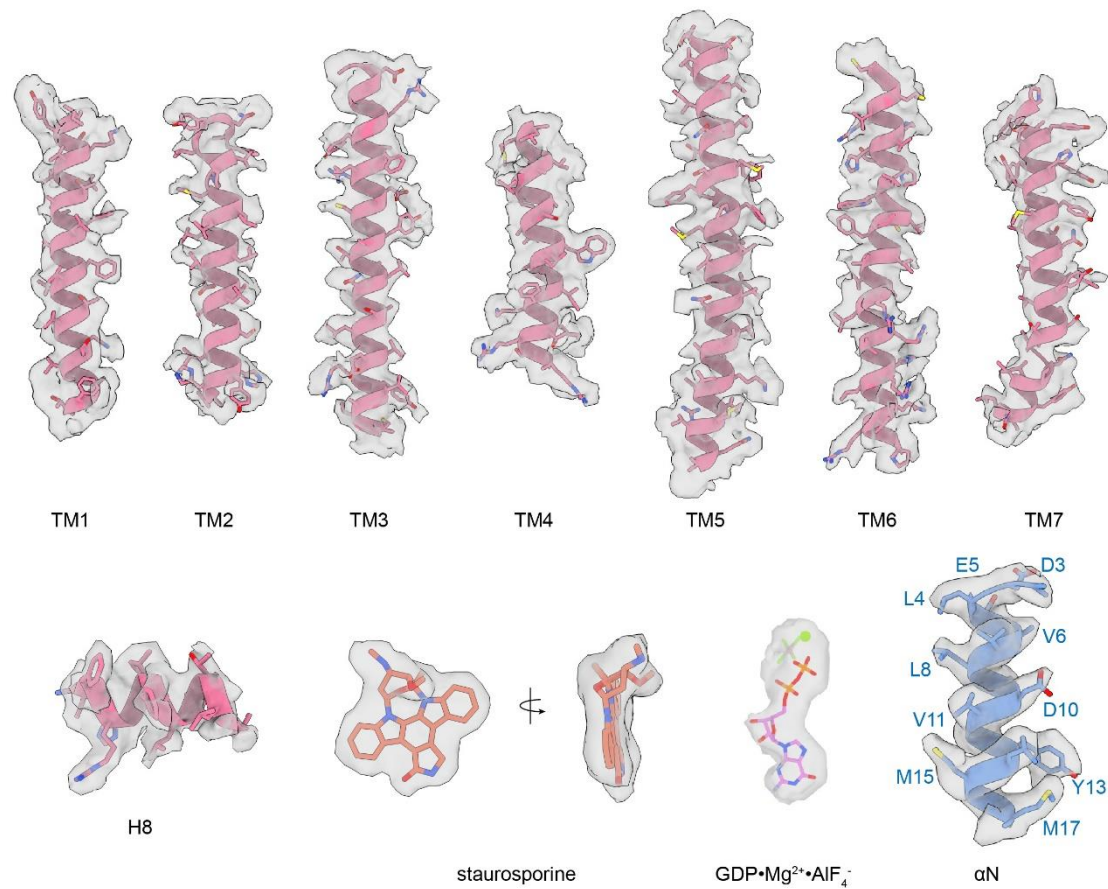 TM1
TM2
TM3
TM4
TM5
TM6
TM7
H8
staurosporine
GDP•Mg²⁺•AlF₄⁻
E5
D3
L4
V6
L8
D10
V11
M15
Y13
M17
αN